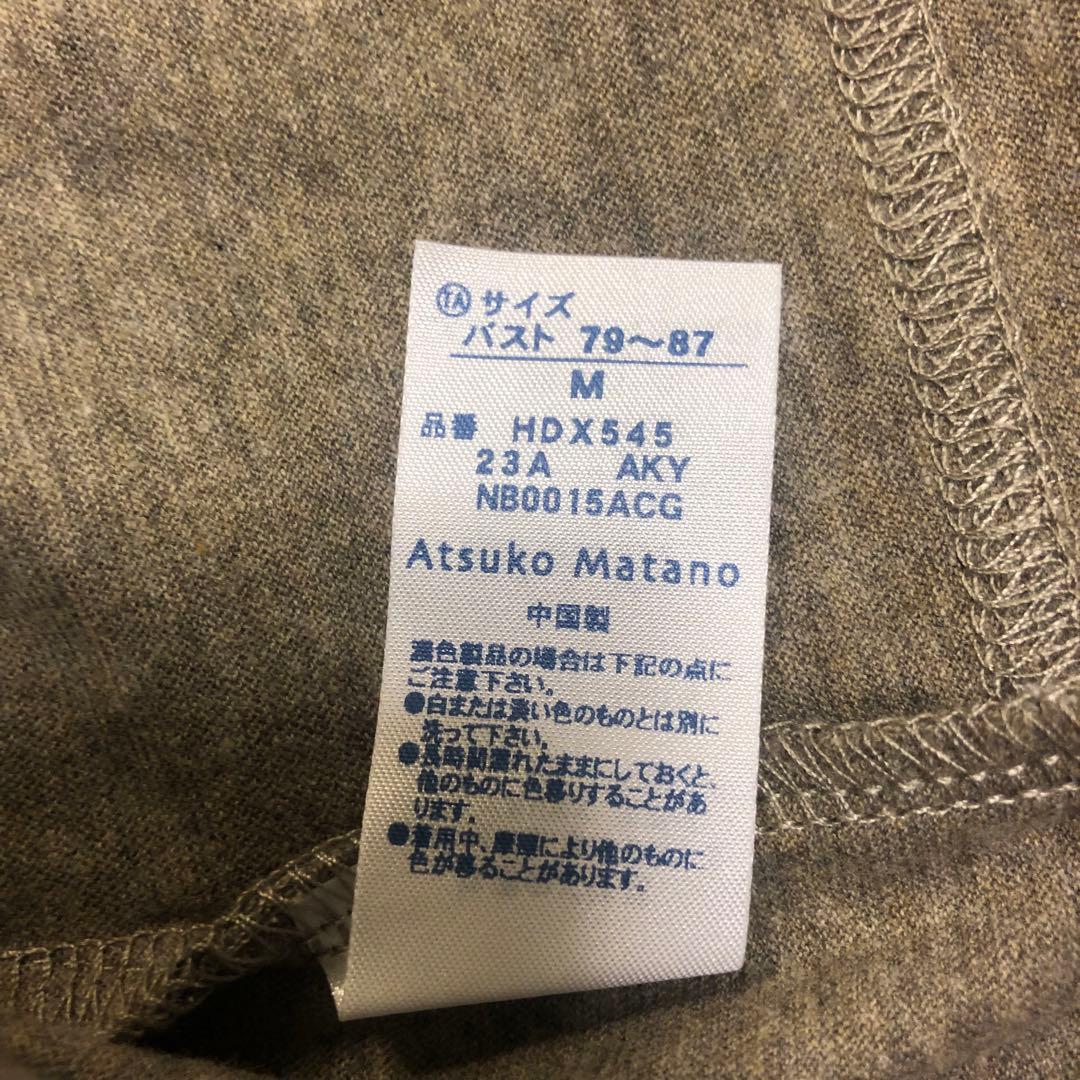 TA サイズ
バスト 79～87
M
品番 HDX545
23A AKY
NB0015ACG
Atsuko Matano
中国製
濃色製品の場合は下記の点に
ご注意下さい。
●白または淡い色のものとは別に
洗って下さい。
●長時間濡れたままにしておくと、
他のものに色移りすることがあ
ります。
●着用中、摩擦により他のものに
色が移ることがあります。